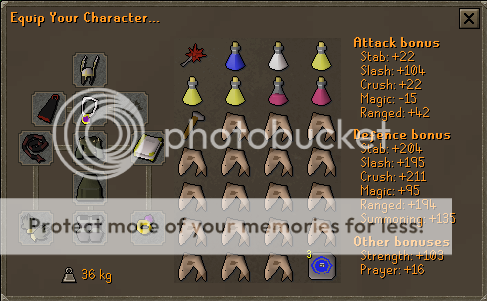 Equip Your Character...
Attack bonus
Stab: +22
Slash: +104
Crush: +22
Magic: -15
Ranged: +42
Defence bonus
Stab: +204
Slash: +195
Crush: +211
Magic: +95
Ranged: +194
Summoning: +135
Other bonuses
Strength: +103
Prayer: +16
3
36 kg
photobucket
Protect more of your memories for less!